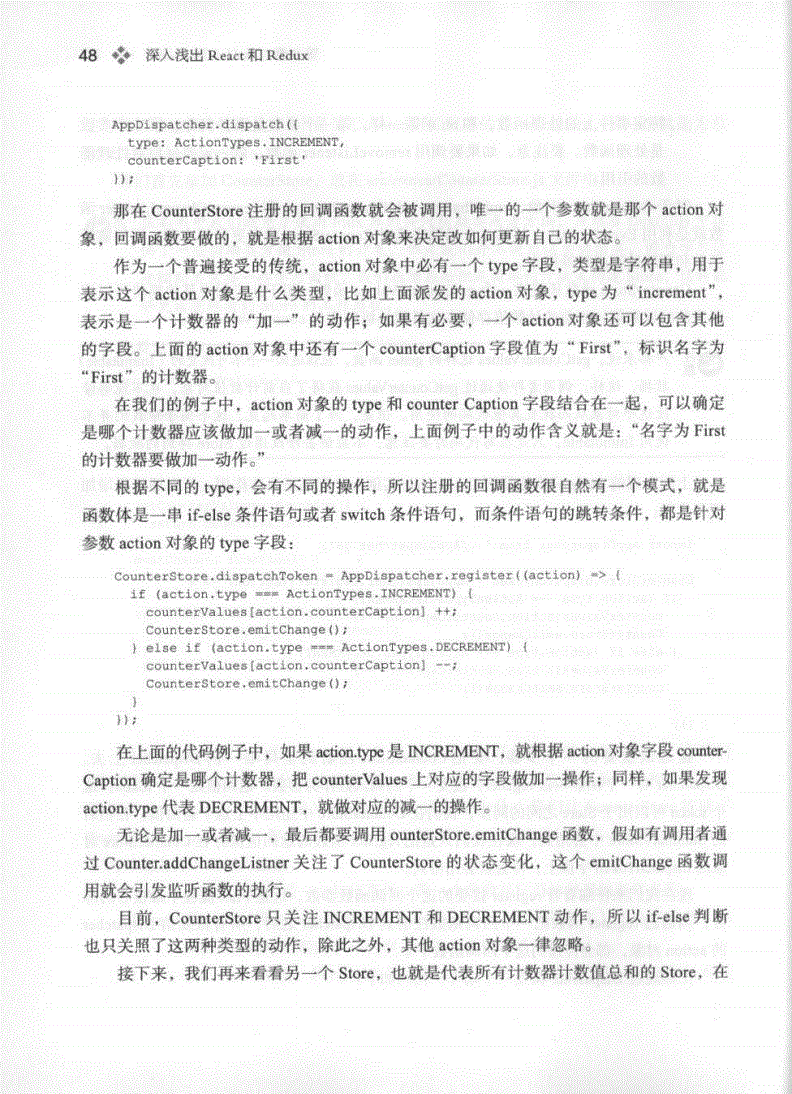 48 深入浅出 React 和 Redux
AppDispatcher.dispatch({
type: ActionTypes.INCREMENT,
counterCaption: 'First'
});
那在 CounterStore 注册的回调函数就会被调用，唯一的一个参数就是那个 action 对
象，回调函数要做的，就是根据 action 对象来决定改如何更新自己的状态。
作为一个普遍接受的传统，action 对象中必有一个 type 字段，类型是字符串，用于
表示这个 action 对象是什么类型，比如上面派发的 action 对象，type 为 “increment”，
表示是一个计数器的 “加一” 的动作；如果有必要，一个 action 对象还可以包含其他
的字段。上面的 action 对象中还有一个 counterCaption 字段值为 “First”，标识名字为
“First” 的计数器。
在我们的例子中，action 对象的 type 和 counter Caption 字段结合在一起，可以确定
是哪个计数器应该做加一或者减一的动作，上面例子中的动作含义就是：“名字为 First
的计数器要做加一动作。”
根据不同的 type，会有不同的操作，所以注册的回调函数很自然有一个模式，就是
函数体是一串 if-else 条件语句或者 switch 条件语句，而条件语句的跳转条件，都是针对
参数 action 对象的 type 字段：
CounterStore.dispatchToken = AppDispatcher.register((action) => {
if (action.type === ActionTypes.INCREMENT) {
counterValues[action.counterCaption] ++;
CounterStore.emitChange();
} else if (action.type === ActionTypes.DECREMENT) {
counterValues[action.counterCaption] --;
CounterStore.emitChange();
}
});
在上面的代码例子中，如果 action.type 是 INCREMENT，就根据 action 对象字段 counter-
Caption 确定是哪个计数器，把 counterValues 上对应的字段做加一操作；同样，如果发现
action.type 代表 DECREMENT，就做对应的减一的操作。
无论是加一或者减一，最后都要调用 ounterStore.emitChange 函数，假如有调用者通
过 Counter.addChangeListner 关注了 CounterStore 的状态变化，这个 emitChange 函数调
用就会引发监听函数的执行。
目前，CounterStore 只关注 INCREMENT 和 DECREMENT 动作，所以 if-else 判断
也只关照了这两种类型的动作，除此之外，其他 action 对象一律忽略。
接下来，我们再来看看另一个 Store，也就是代表所有计数器计数值总和的 Store，在